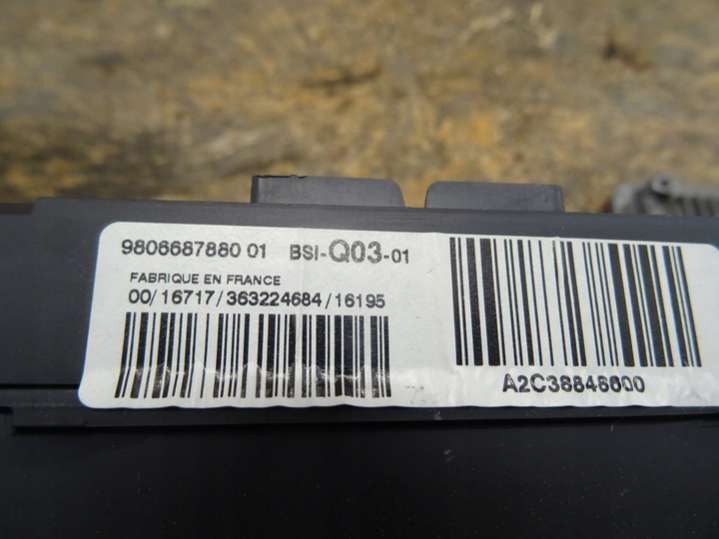 9806687880 01 BSI-Q03-01
FABRIQUE EN FRANCE
00/16717/363224684/16195
A2C38846600